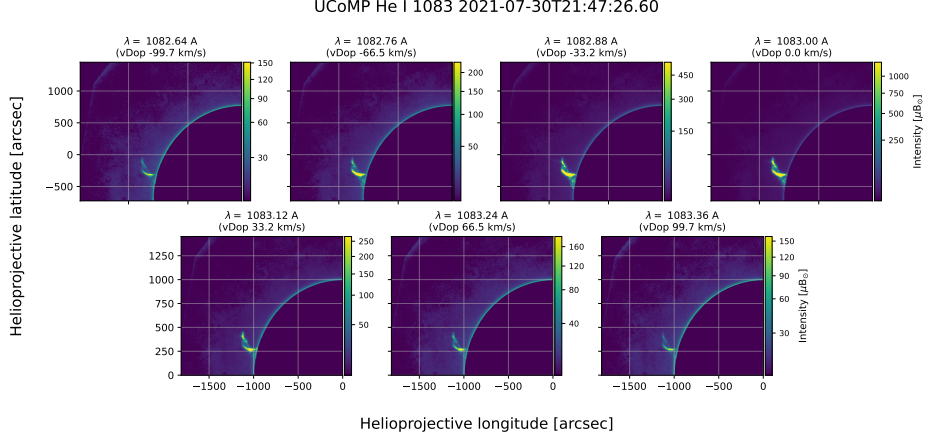 UCoMP He I 1083 2021-07-30T21:47:26.60
λ = 1082.64 A
(vDop -99.7 km/s)
λ = 1082.76 A
(vDop -66.5 km/s)
λ = 1082.88 A
(vDop -33.2 km/s)
λ = 1083.00 A
(vDop 0.0 km/s)
1000
500
0
−500
150
120
90
60
30
200
150
100
50
450
300
150
1000
750
500
250
Intensity [μB⊙]
Helioprojective latitude [arcsec]
λ = 1083.12 A
(vDop 33.2 km/s)
λ = 1083.24 A
(vDop 66.5 km/s)
λ = 1083.36 A
(vDop 99.7 km/s)
1250
1000
750
500
250
0
250
200
150
100
50
160
120
80
40
150
120
90
60
30
Intensity [μB⊙]
−1500 −1000 −500 0
−1500 −1000 −500 0
−1500 −1000 −500 0
Helioprojective longitude [arcsec]